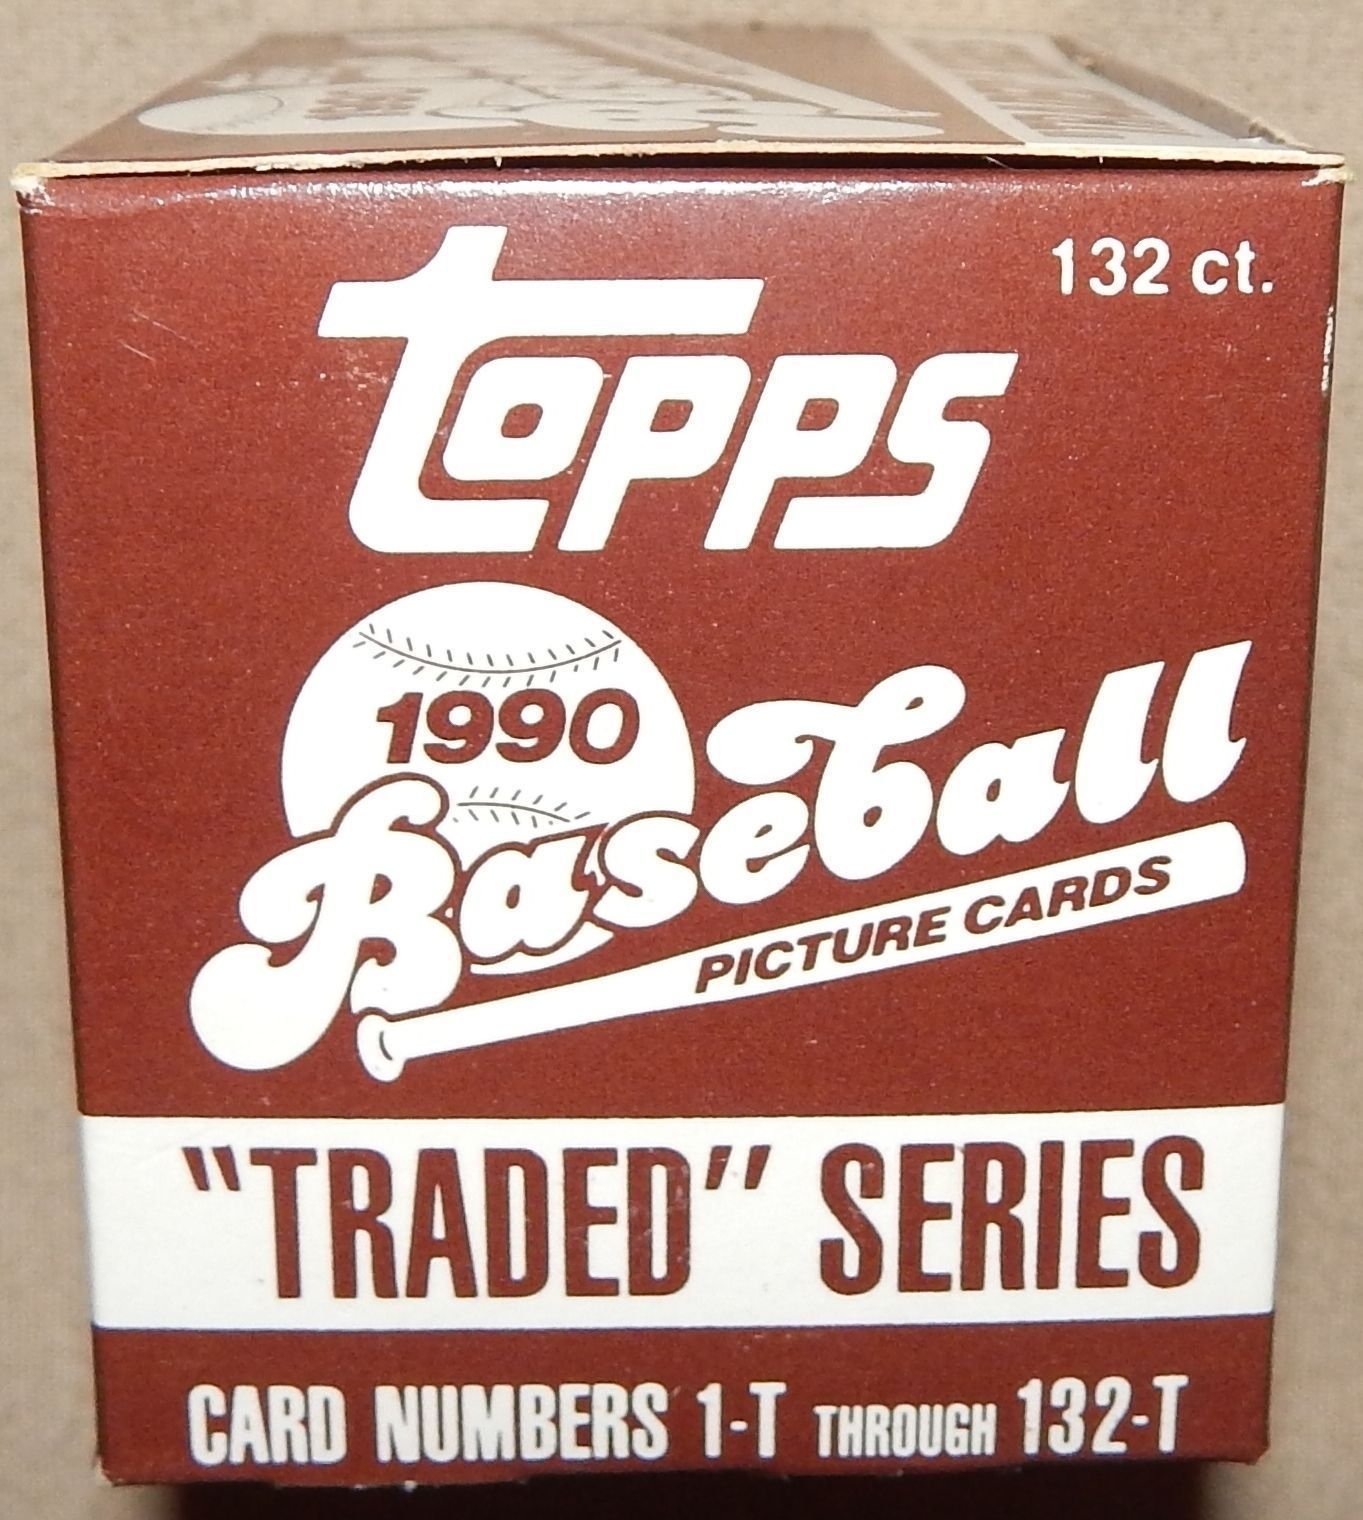 132 ct.
topps
1990
Baseball
PICTURE CARDS
"TRADED" SERIES
CARD NUMBERS 1-T THROUGH 132-T